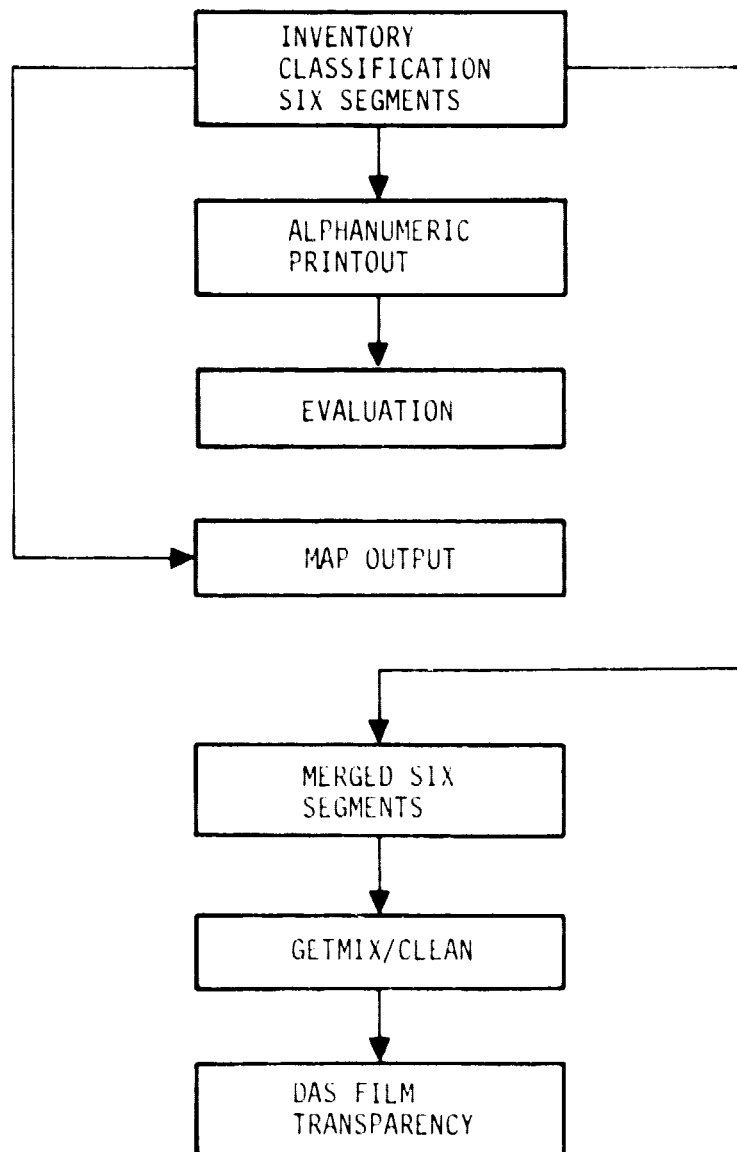 INVENTORY
CLASSIFICATION
SIX SEGMENTS
ALPHANUMERIC
PRINTOUT
EVALUATION
MAP OUTPUT
MERGED SIX
SEGMENTS
GETMIX/CLEAN
DAS FILM
TRANSPARENCY